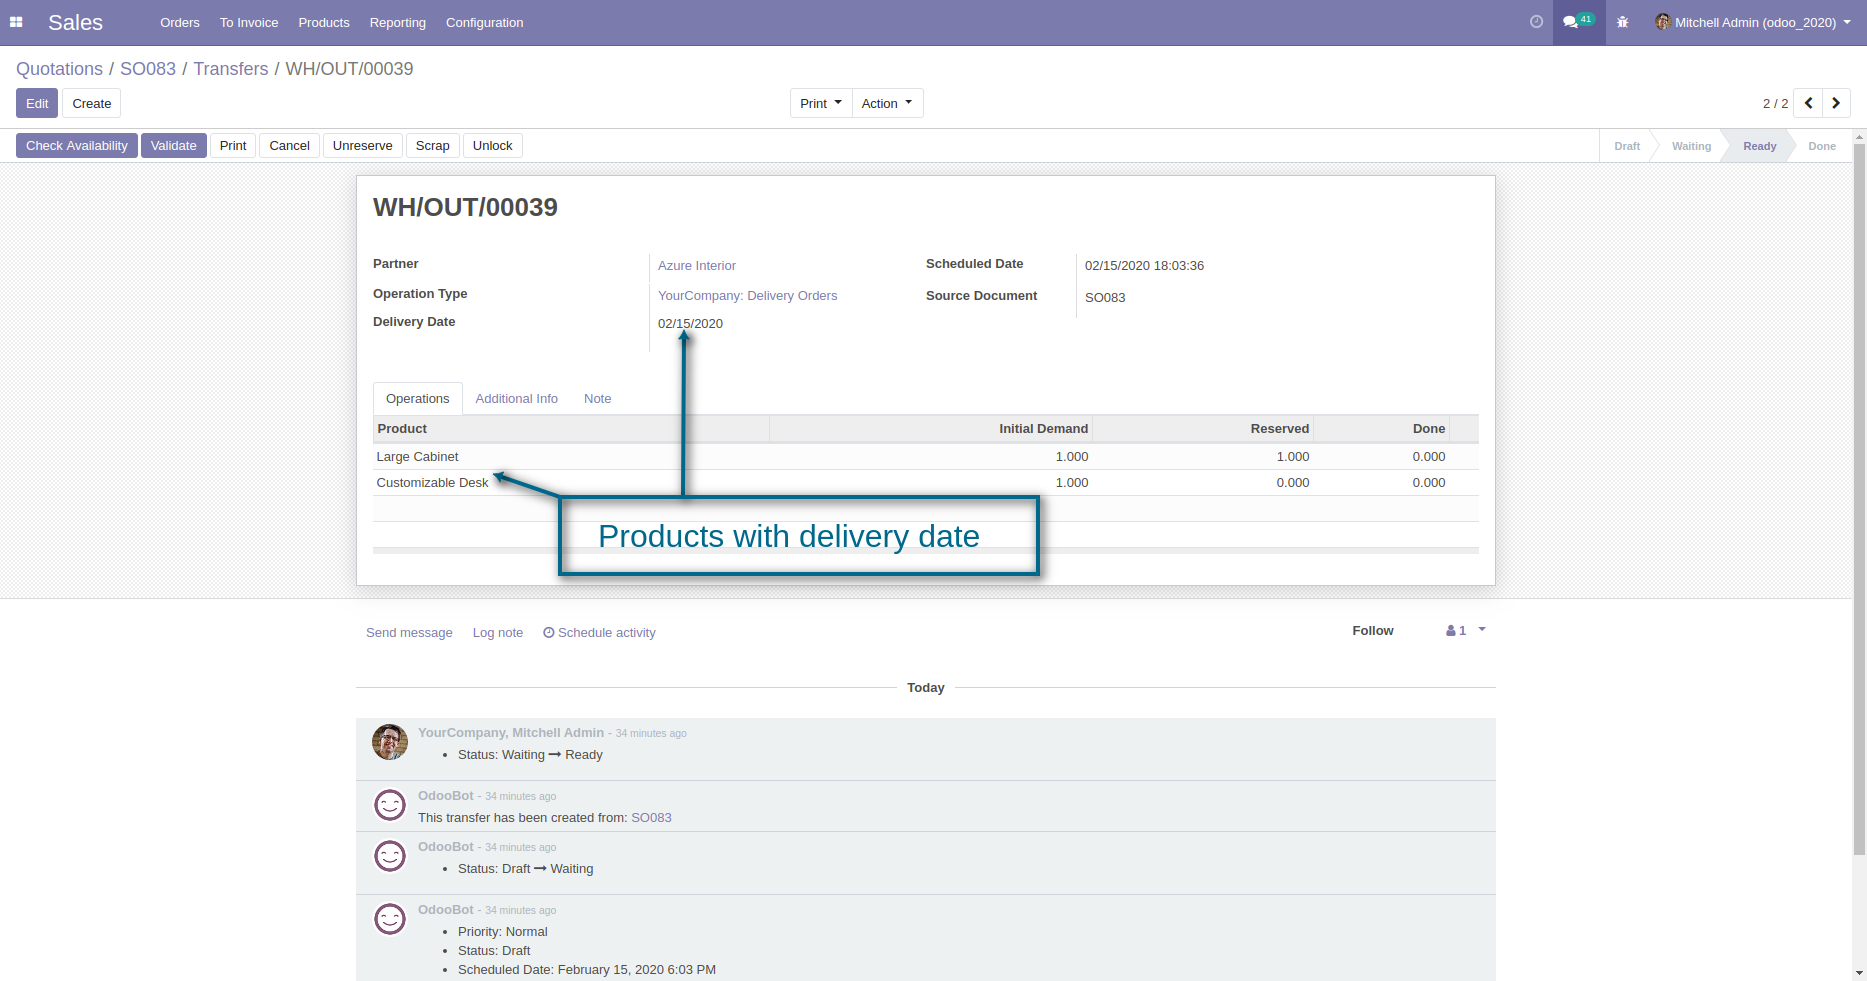 Sales Orders To Invoice Products Reporting Configuration 41 Mitchell Admin (odoo_2020)
Quotations / SO083 / Transfers / WH/OUT/00039
Edit Create Print Action 2 / 2
Check Availability Validate Print Cancel Unreserve Scrap Unlock Draft Waiting Ready Done
WH/OUT/00039
Partner Azure Interior Scheduled Date 02/15/2020 18:03:36
Operation Type YourCompany: Delivery Orders Source Document SO083
Delivery Date 02/15/2020
Operations Additional Info Note
Product Initial Demand Reserved Done
Large Cabinet 1.000 1.000 0.000
Customizable Desk 1.000 0.000 0.000
Products with delivery date
Send message Log note Schedule activity Follow 1
Today
YourCompany, Mitchell Admin - 34 minutes ago
• Status: Waiting → Ready
OdooBot - 34 minutes ago
This transfer has been created from: SO083
OdooBot - 34 minutes ago
• Status: Draft → Waiting
OdooBot - 34 minutes ago
• Priority: Normal
• Status: Draft
• Scheduled Date: February 15, 2020 6:03 PM